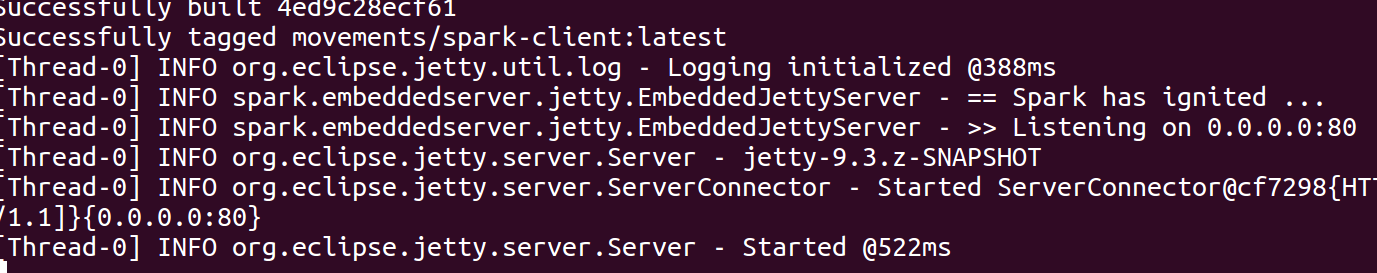 Successfully built 4ed9c28ecf61
Successfully tagged movements/spark-client:latest
[Thread-0] INFO org.eclipse.jetty.util.log - Logging initialized @388ms
[Thread-0] INFO spark.embeddedserver.jetty.EmbeddedJettyServer - == Spark has ignited ...
[Thread-0] INFO spark.embeddedserver.jetty.EmbeddedJettyServer - >> Listening on 0.0.0.0:80
[Thread-0] INFO org.eclipse.jetty.server.Server - jetty-9.3.z-SNAPSHOT
[Thread-0] INFO org.eclipse.jetty.server.ServerConnector - Started ServerConnector@cf7298{HTT
/1.1]}{0.0.0.0:80}
[Thread-0] INFO org.eclipse.jetty.server.Server - Started @522ms